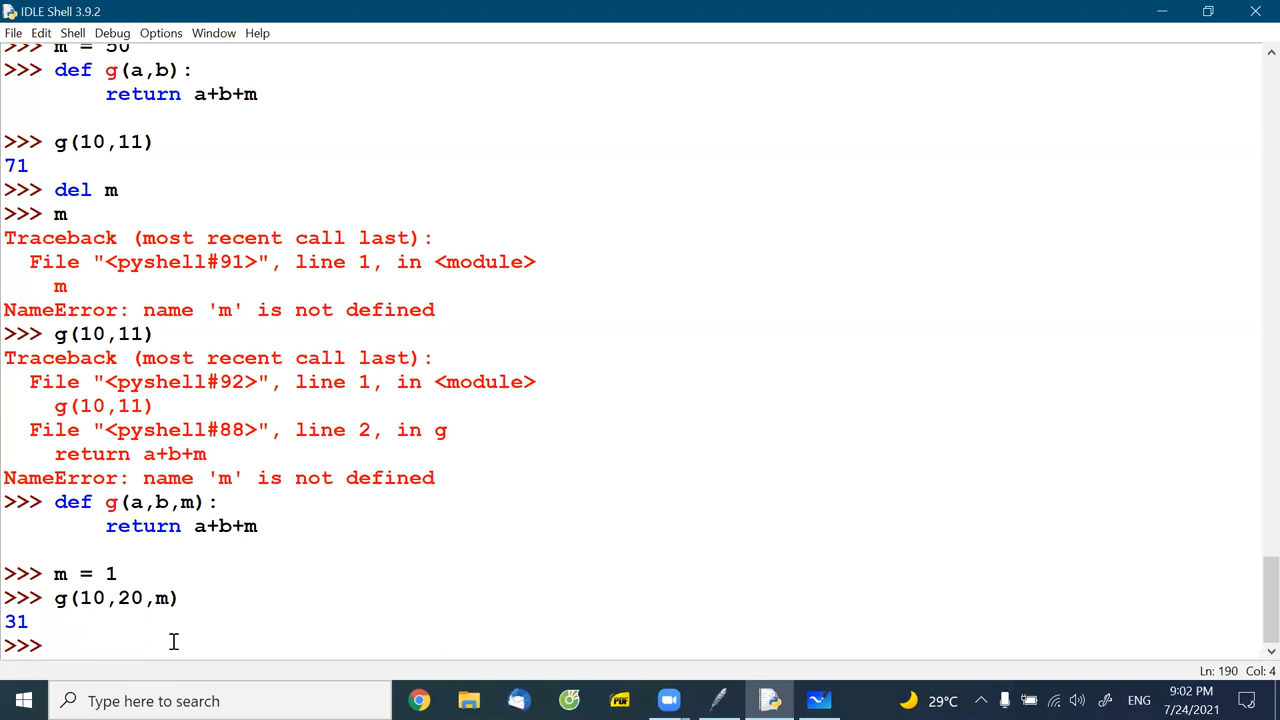 IDLE Shell 3.9.2
File Edit Shell Debug Options Window Help
>>> m = 50
>>> def g(a,b):
        return a+b+m
>>> g(10,11)
71
>>> del m
>>> m
Traceback (most recent call last):
  File "<pyshell#91>", line 1, in <module>
    m
NameError: name 'm' is not defined
>>> g(10,11)
Traceback (most recent call last):
  File "<pyshell#92>", line 1, in <module>
    g(10,11)
  File "<pyshell#88>", line 2, in g
    return a+b+m
NameError: name 'm' is not defined
>>> def g(a,b,m):
        return a+b+m
>>> m = 1
>>> g(10,20,m)
31
>>>
Ln: 190 Col: 4
Type here to search
PDF
29°C
ENG
9:02 PM
7/24/2021